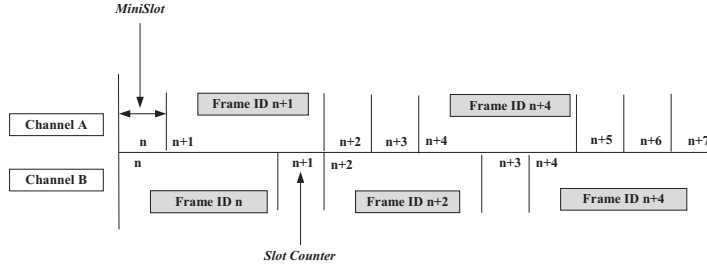 MiniSlot
Frame ID n+1
Frame ID n+4
Channel A
n
n+1
n+2
n+3
n+4
n+5
n+6
n+7
n
n+1
n+2
n+3
n+4
Channel B
Frame ID n
Frame ID n+2
Frame ID n+4
Slot Counter